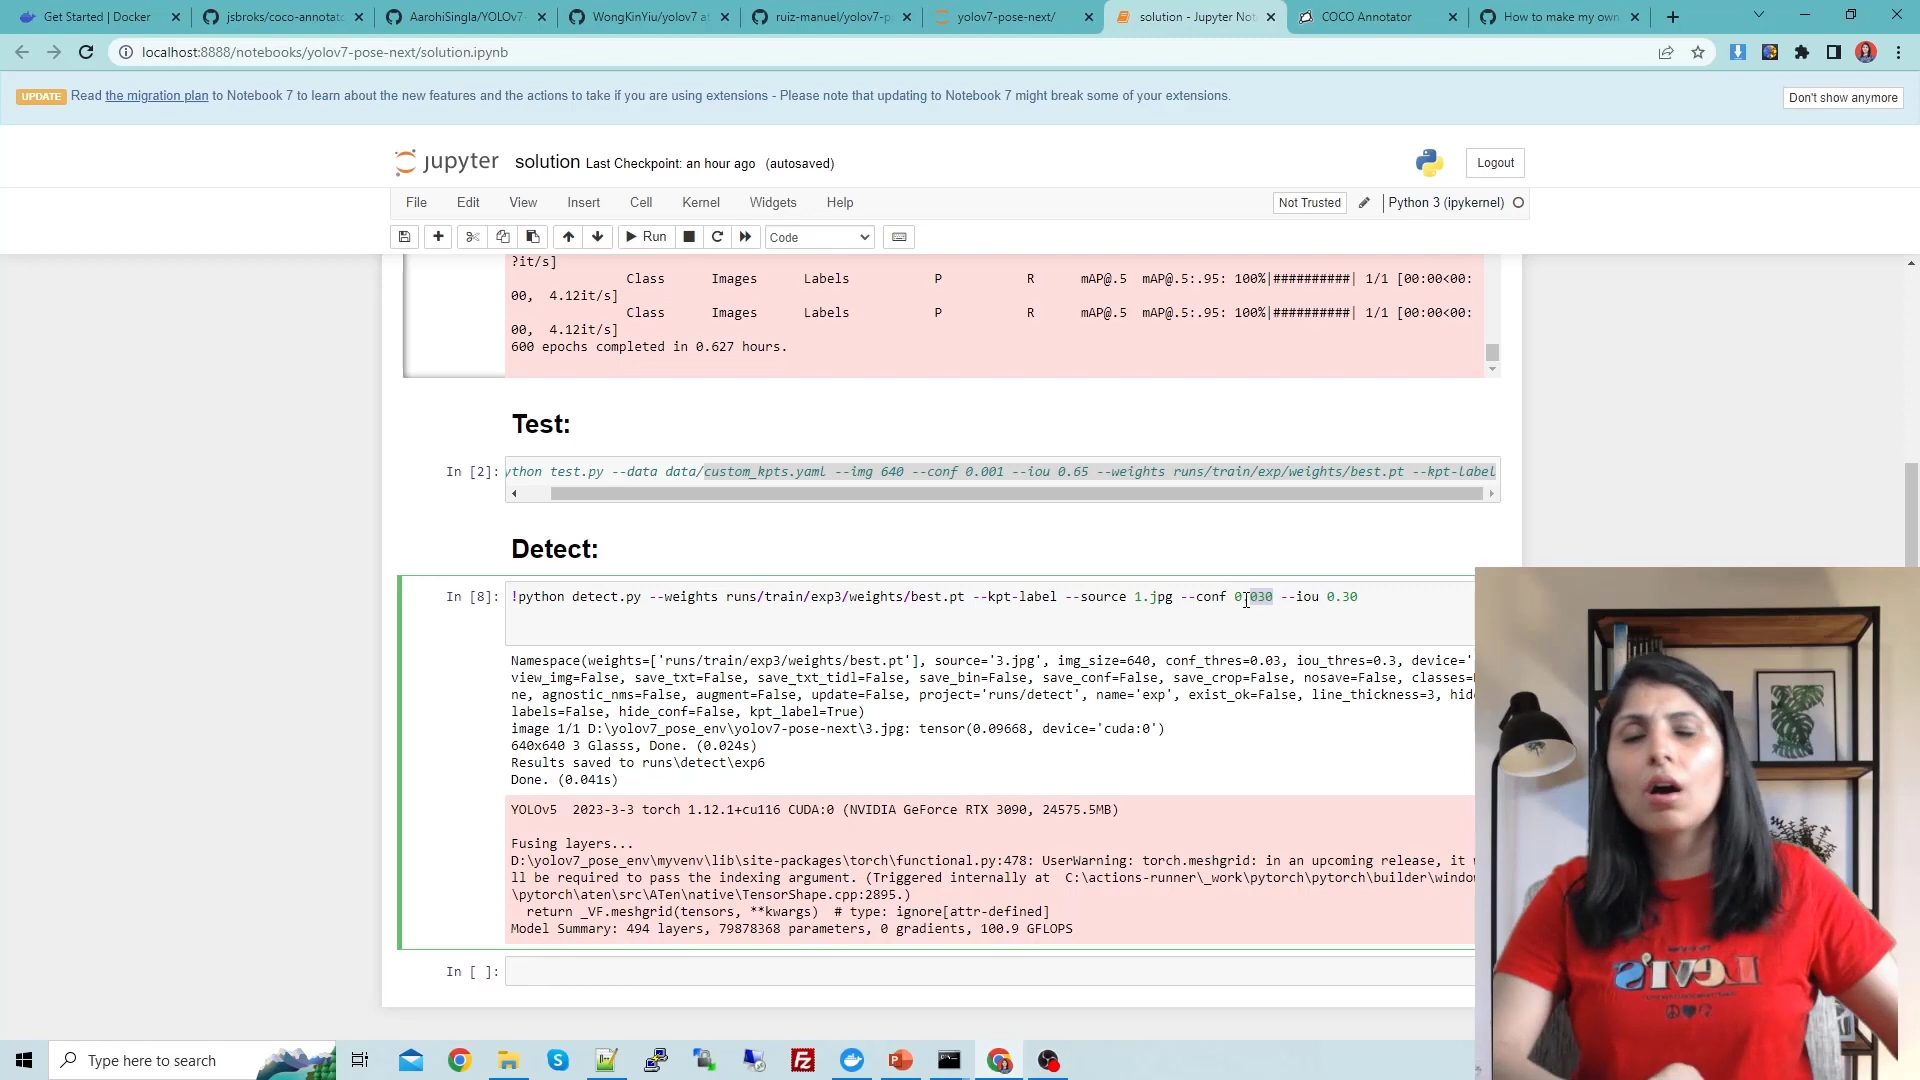 Get Started | Docker
jsbroks/coco-annotato
AarohiSingla/YOLOv7-
WongKinYiu/yolov7 at
ruiz-manuel/yolov7-p
yolov7-pose-next/
solution - Jupyter Not
COCO Annotator
How to make my own
localhost:8888/notebooks/yolov7-pose-next/solution.ipynb
UPDATE Read the migration plan to Notebook 7 to learn about the new features and the actions to take if you are using extensions - Please note that updating to Notebook 7 might break some of your extensions.
Don't show anymore
jupyter solution Last Checkpoint: an hour ago (autosaved)
Logout
File Edit View Insert Cell Kernel Widgets Help
Not Trusted Python 3 (ipykernel)
Run Code
?it/s]
Class Images Labels P R mAP@.5 mAP@.5:.95: 100%|##########| 1/1 [00:00<00:
00, 4.12it/s]
Class Images Labels P R mAP@.5 mAP@.5:.95: 100%|##########| 1/1 [00:00<00:
00, 4.12it/s]
600 epochs completed in 0.627 hours.
Test:
In [2]: ython test.py --data data/custom_kpts.yaml --img 640 --conf 0.001 --iou 0.65 --weights runs/train/exp/weights/best.pt --kpt-label
Detect:
In [8]: !python detect.py --weights runs/train/exp3/weights/best.pt --kpt-label --source 1.jpg --conf 0.030 --iou 0.30
Namespace(weights=['runs/train/exp3/weights/best.pt'], source='3.jpg', img_size=640, conf_thres=0.03, iou_thres=0.3, device='
view_img=False, save_txt=False, save_txt_tidl=False, save_bin=False, save_conf=False, save_crop=False, nosave=False, classes=
ne, agnostic_nms=False, augment=False, update=False, project='runs/detect', name='exp', exist_ok=False, line_thickness=3, hid
labels=False, hide_conf=False, kpt_label=True)
image 1/1 D:\yolov7_pose_env\yolov7-pose-next\3.jpg: tensor(0.09668, device='cuda:0')
640x640 3 Glasss, Done. (0.024s)
Results saved to runs\detect\exp6
Done. (0.041s)
YOLOv5 2023-3-3 torch 1.12.1+cu116 CUDA:0 (NVIDIA GeForce RTX 3090, 24575.5MB)
Fusing layers...
D:\yolov7_pose_env\myvenv\lib\site-packages\torch\functional.py:478: UserWarning: torch.meshgrid: in an upcoming release, it
ll be required to pass the indexing argument. (Triggered internally at C:\actions-runner\_work\pytorch\pytorch\builder\window
\pytorch\aten\src\ATen\native\TensorShape.cpp:2895.)
return _VF.meshgrid(tensors, **kwargs) # type: ignore[attr-defined]
Model Summary: 494 layers, 79878368 parameters, 0 gradients, 100.9 GFLOPS
In [ ]:
Type here to search